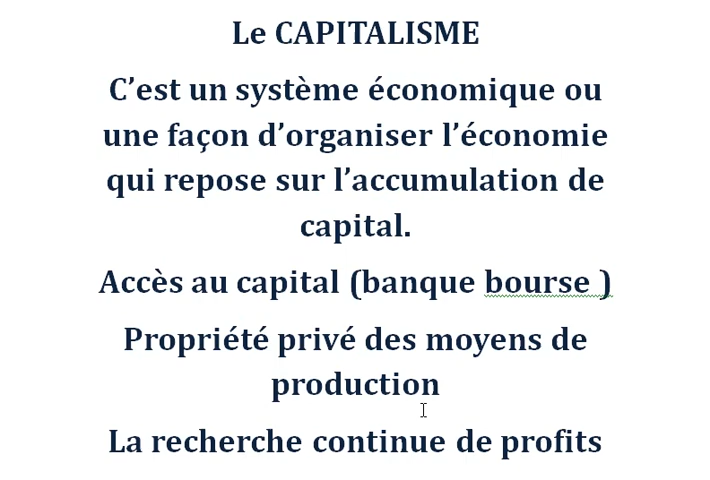 Le CAPITALISME
C’est un système économique ou
une façon d’organiser l’économie
qui repose sur l’accumulation de
capital.
Accès au capital (banque bourse )
Propriété privé des moyens de
production
La recherche continue de profits